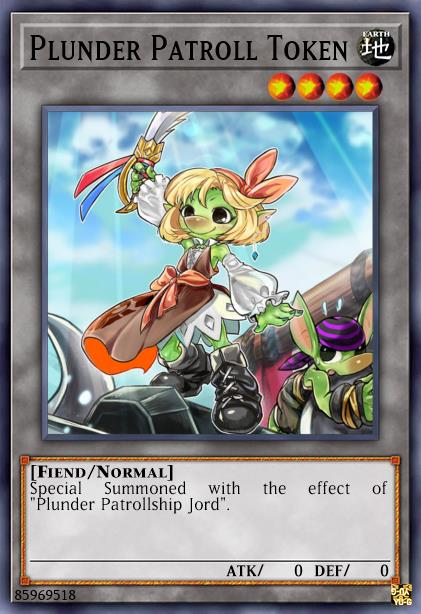 PLUNDER PATROLL TOKEN
EARTH
地
[FIEND/NORMAL]
Special Summoned with the effect of
"Plunder Patrollship Jord".
ATK/ 0 DEF/ 0
85969518